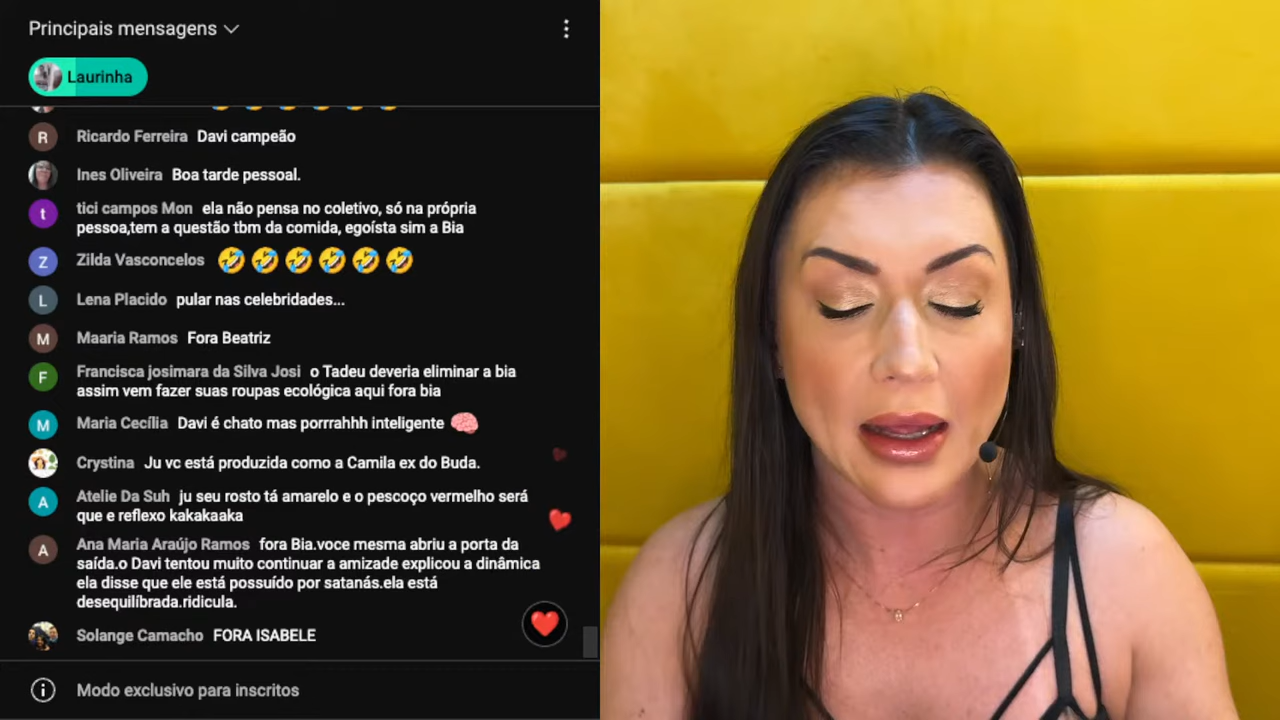 Principais mensagens
Laurinha
Ricardo Ferreira Davi campeão
Ines Oliveira Boa tarde pessoal.
tici campos Mon ela não pensa no coletivo, só na própria
pessoa,tem a questão tbm da comida, egoísta sim a Bia
Zilda Vasconcelos 🤣🤣🤣🤣🤣🤣
Lena Placido pular nas celebridades...
Maaria Ramos Fora Beatriz
Francisca josimara da Silva Josi o Tadeu deveria eliminar a bia
assim vem fazer suas roupas ecológica aqui fora bia
Maria Cecília Davi é chato mas porrrahhh inteligente 🧠
Crystina Ju vc está produzida como a Camila ex do Buda.
Atelie Da Suh ju seu rosto tá amarelo e o pescoço vermelho será
que e reflexo kakakaaka
Ana Maria Araújo Ramos fora Bia.voce mesma abriu a porta da
saída.o Davi tentou muito continuar a amizade explicou a dinâmica
ela disse que ele está possuído por satanás.ela está
desequilíbrada.ridicula.
Solange Camacho FORA ISABELE
Modo exclusivo para inscritos
R
t
Z
L
M
F
M
A
A